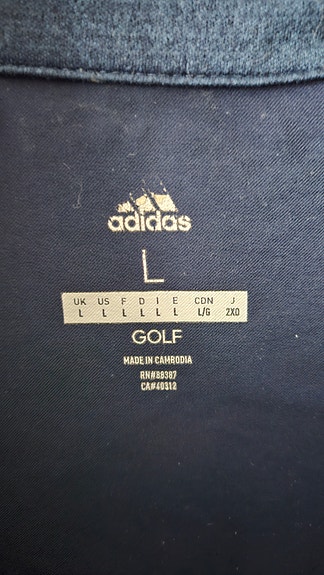 adidas
L
UK US F D I E CDN J
L L L L L L L/G 2XO
GOLF
MADE IN CAMBODIA
RN#88387
CA#40312